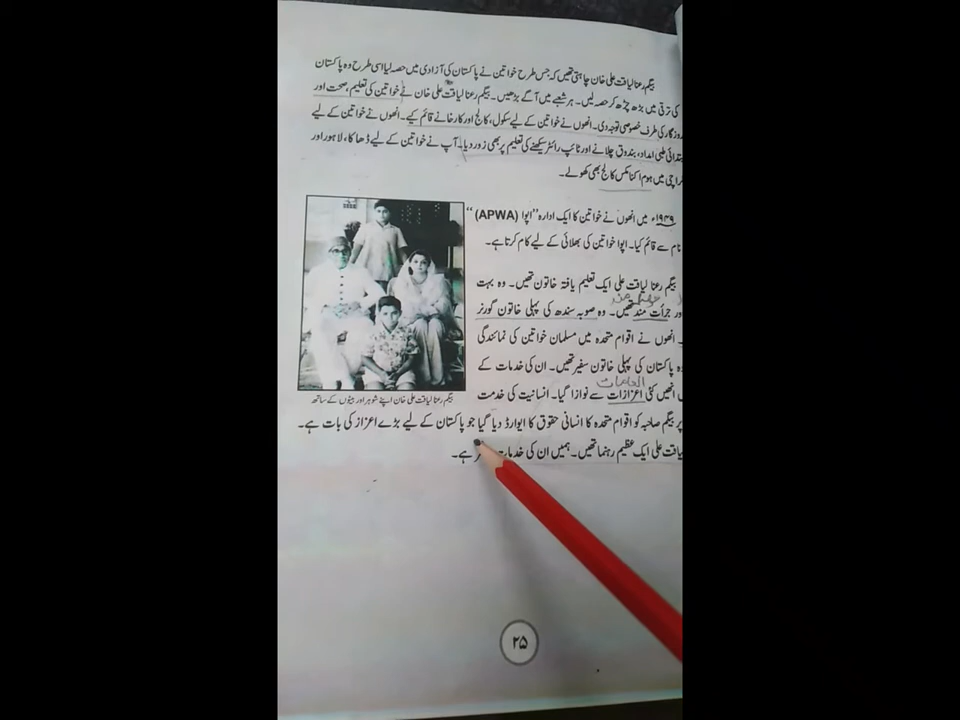 بیگم رعنا لیاقت علی خان چاہتی تھیں کہ جس طرح خواتین نے پاکستان کی آزادی میں حصہ لیا اسی طرح وہ پاکستان
کی ترقی میں بڑھ چڑھ کر حصہ لیں۔ ہر شعبے میں آگے بڑھیں۔ بیگم رعنا لیاقت علی خان نے خواتین کی تعلیم، صحت اور
روزگار کی طرف خصوصی توجہ دی۔ انھوں نے خواتین کے لیے سکول، کالج اور کارخانے قائم کیے۔ انھوں نے خواتین کے لیے
بتدائی طبی امداد، بندوق چلانے اور ٹائپ رائٹر سیکھنے کی تعلیم پر بھی زور دیا۔ آپ نے خواتین کے لیے ڈھاکا، لاہور اور
کراچی میں ہوم اکنامکس کالج بھی کھولے۔
۱۹۴۹ء میں انھوں نے خواتین کا ایک ادارہ "اپوا (APWA)"
نام سے قائم کیا۔ اپوا خواتین کی بھلائی کے لیے کام کرتا ہے۔
بیگم رعنا لیاقت علی ایک تعلیم یافتہ خاتون تھیں۔ وہ بہت
ور جرأت مند تھیں۔ وہ صوبہ سندھ کی پہلی خاتون گورنر
۔ انھوں نے اقوام متحدہ میں مسلمان خواتین کی نمائندگی
ہ پاکستان کی پہلی خاتون سفیر تھیں۔ ان کی خدمات کے
انعامات
انھیں کئی اعزازات سے نوازا گیا۔ انسانیت کی خدمت
پر بیگم صاحبہ کو اقوام متحدہ کا انسانی حقوق کا ایوارڈ دیا گیا جو پاکستان کے لیے بڑے اعزاز کی بات ہے۔
لیاقت علی ایک عظیم رہنما تھیں۔ ہمیں ان کی خدمات ہے۔
بیگم رعنا لیاقت علی خان اپنے شوہر اور بیٹوں کے ساتھ
۲۵